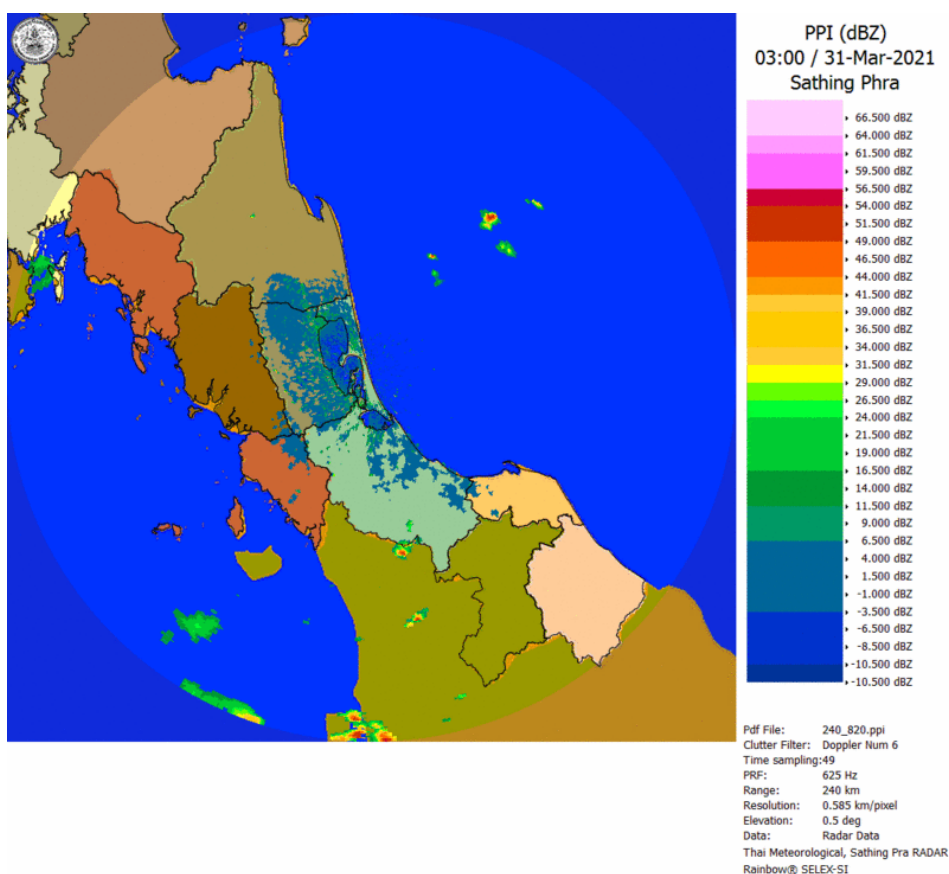 PPI (dBZ)
03:00 / 31-Mar-2021
Sathing Phra
66.500 dBZ
64.000 dBZ
61.500 dBZ
59.500 dBZ
56.500 dBZ
54.000 dBZ
51.500 dBZ
49.000 dBZ
46.500 dBZ
44.000 dBZ
41.500 dBZ
39.000 dBZ
36.500 dBZ
34.000 dBZ
31.500 dBZ
29.000 dBZ
26.500 dBZ
24.000 dBZ
21.500 dBZ
19.000 dBZ
16.500 dBZ
14.000 dBZ
11.500 dBZ
9.000 dBZ
6.500 dBZ
4.000 dBZ
1.500 dBZ
-1.000 dBZ
-3.500 dBZ
-6.500 dBZ
-8.500 dBZ
-10.500 dBZ
-10.500 dBZ
Pdf File: 240_820.ppi
Clutter Filter: Doppler Num 6
Time sampling:49
PRF: 625 Hz
Range: 240 km
Resolution: 0.585 km/pixel
Elevation: 0.5 deg
Data: Radar Data
Thai Meteorological, Sathing Pra RADAR
Rainbow® SELEX-SI